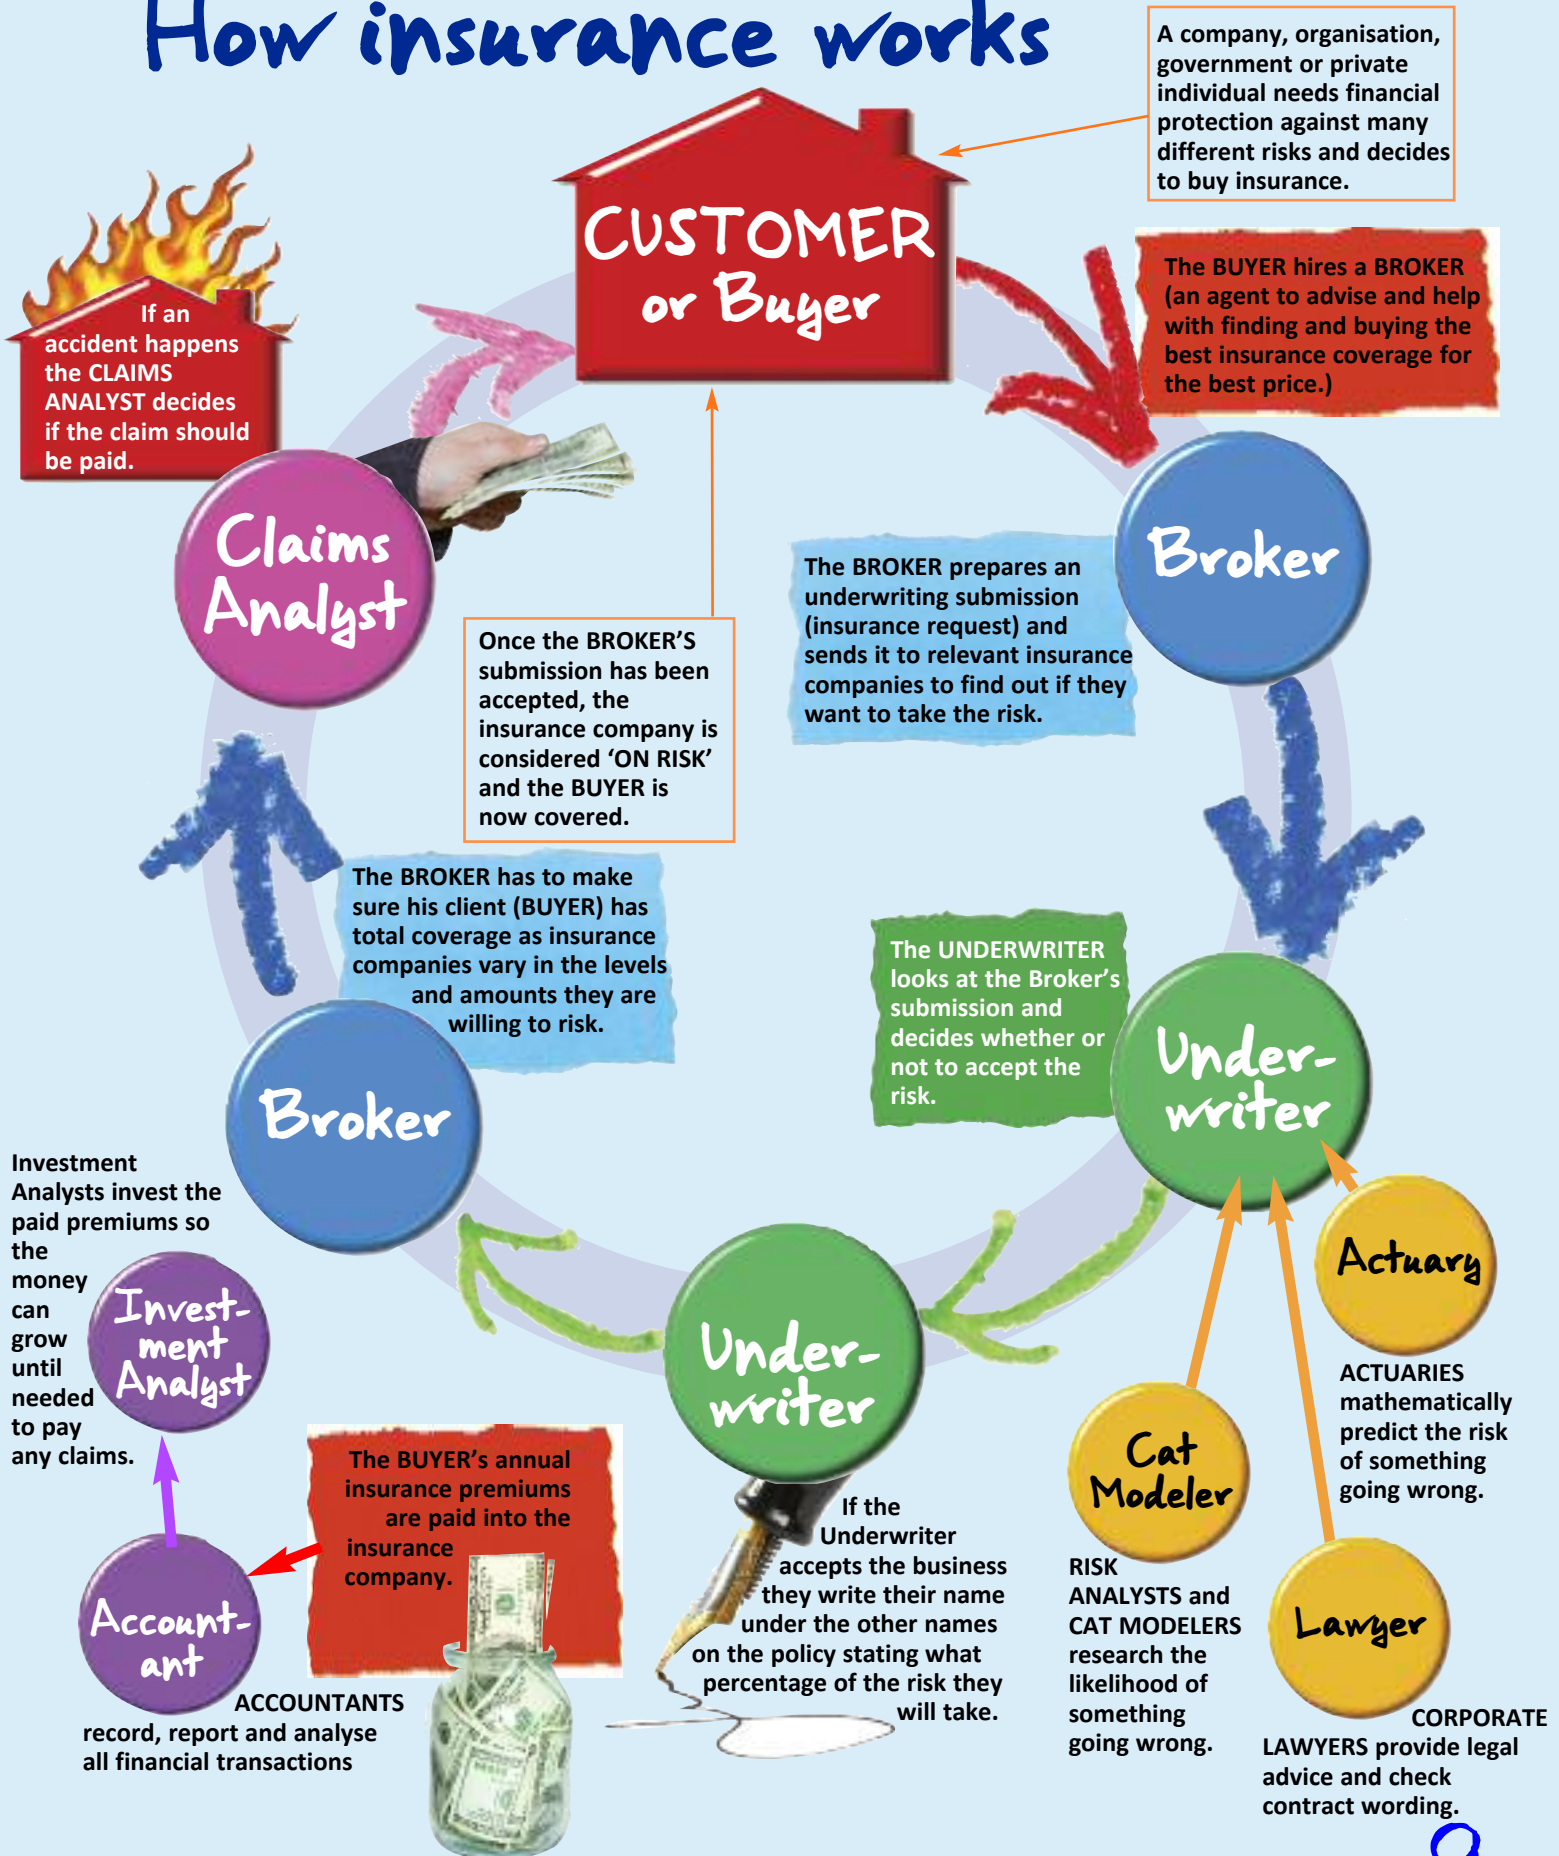 How insurance works
A company, organisation,
government or private
individual needs financial
protection against many
different risks and decides
to buy insurance.
CUSTOMER
or Buyer
The BUYER hires a BROKER
(an agent to advise and help
with finding and buying the
best insurance coverage for
the best price.)
If an
accident happens
the CLAIMS
ANALYST decides
if the claim should
be paid.
Claims
Analyst
Broker
The BROKER prepares an
underwriting submission
(insurance request) and
sends it to relevant insurance
companies to find out if they
want to take the risk.
Once the BROKER'S
submission has been
accepted, the
insurance company is
considered 'ON RISK'
and the BUYER is
now covered.
The BROKER has to make
sure his client (BUYER) has
total coverage as insurance
companies vary in the levels
and amounts they are
willing to risk.
The UNDERWRITER
looks at the Broker's
submission and
decides whether or
not to accept the
risk.
Under-
writer
Broker
Investment
Analysts invest the
paid premiums so
the
money
can
grow
until
needed
to pay
any claims.
Invest-
ment
Analyst
Under-
writer
Actuary
ACTUARIES
mathematically
predict the risk
of something
going wrong.
Cat
Modeler
The BUYER's annual
insurance premiums
are paid into the
insurance
company.
If the
Underwriter
accepts the business
they write their name
under the other names
on the policy stating what
percentage of the risk they
will take.
RISK
ANALYSTS and
CAT MODELERS
research the
likelihood of
something
going wrong.
Lawyer
Account-
ant
ACCOUNTANTS
record, report and analyse
all financial transactions
CORPORATE
LAWYERS provide legal
advice and check
contract wording.